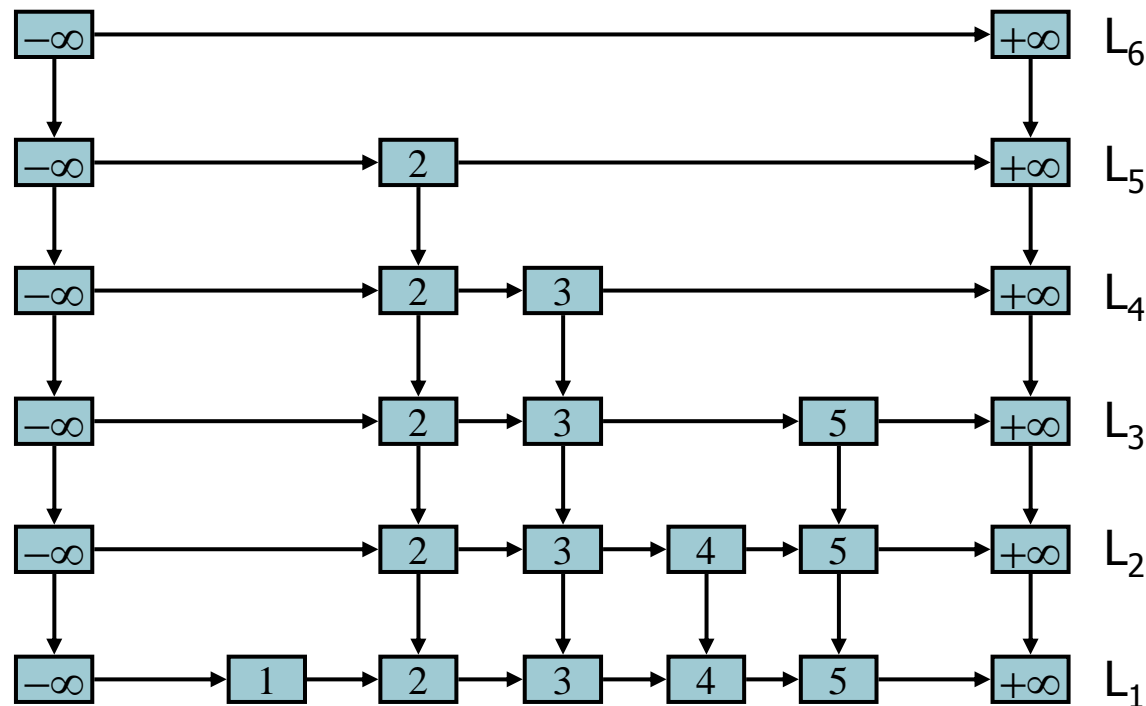 −∞ +∞ L₆
−∞ 2 +∞ L₅
−∞ 2 3 +∞ L₄
−∞ 2 3 5 +∞ L₃
−∞ 2 3 4 5 +∞ L₂
−∞ 1 2 3 4 5 +∞ L₁